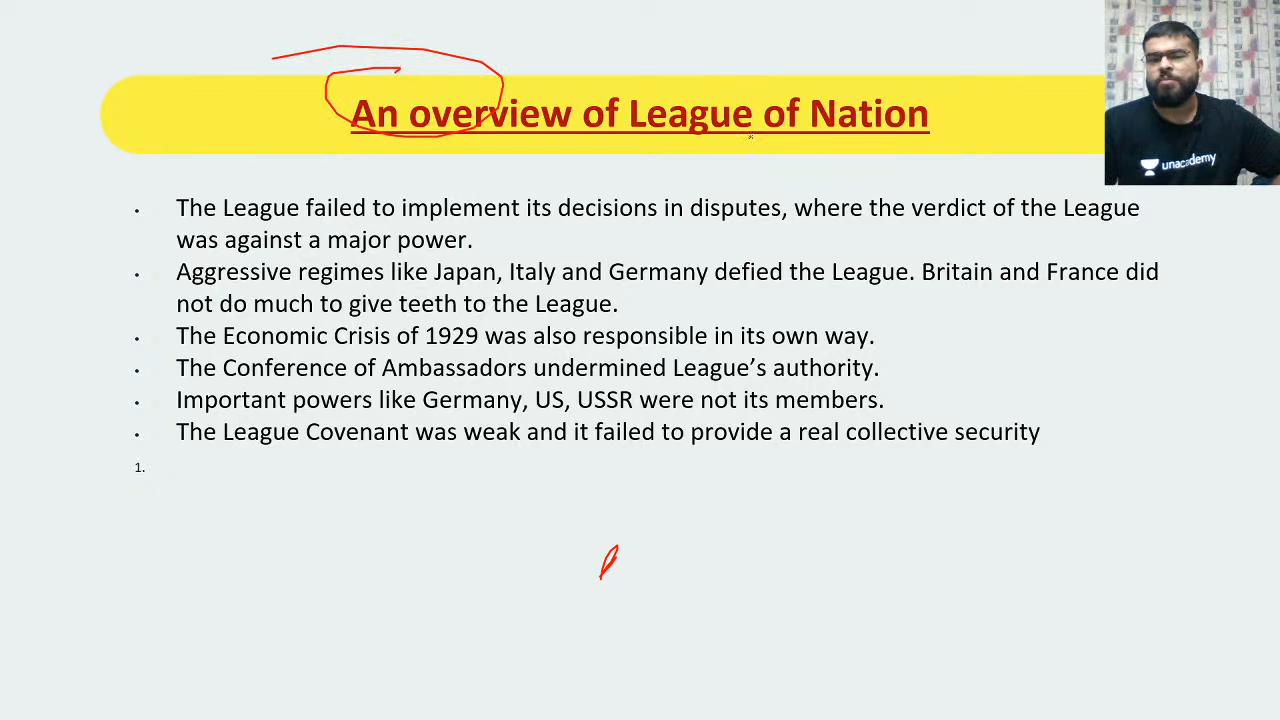 An overview of League of Nation
unacademy
• The League failed to implement its decisions in disputes, where the verdict of the League
was against a major power.
• Aggressive regimes like Japan, Italy and Germany defied the League. Britain and France did
not do much to give teeth to the League.
• The Economic Crisis of 1929 was also responsible in its own way.
• The Conference of Ambassadors undermined League’s authority.
• Important powers like Germany, US, USSR were not its members.
• The League Covenant was weak and it failed to provide a real collective security
1.